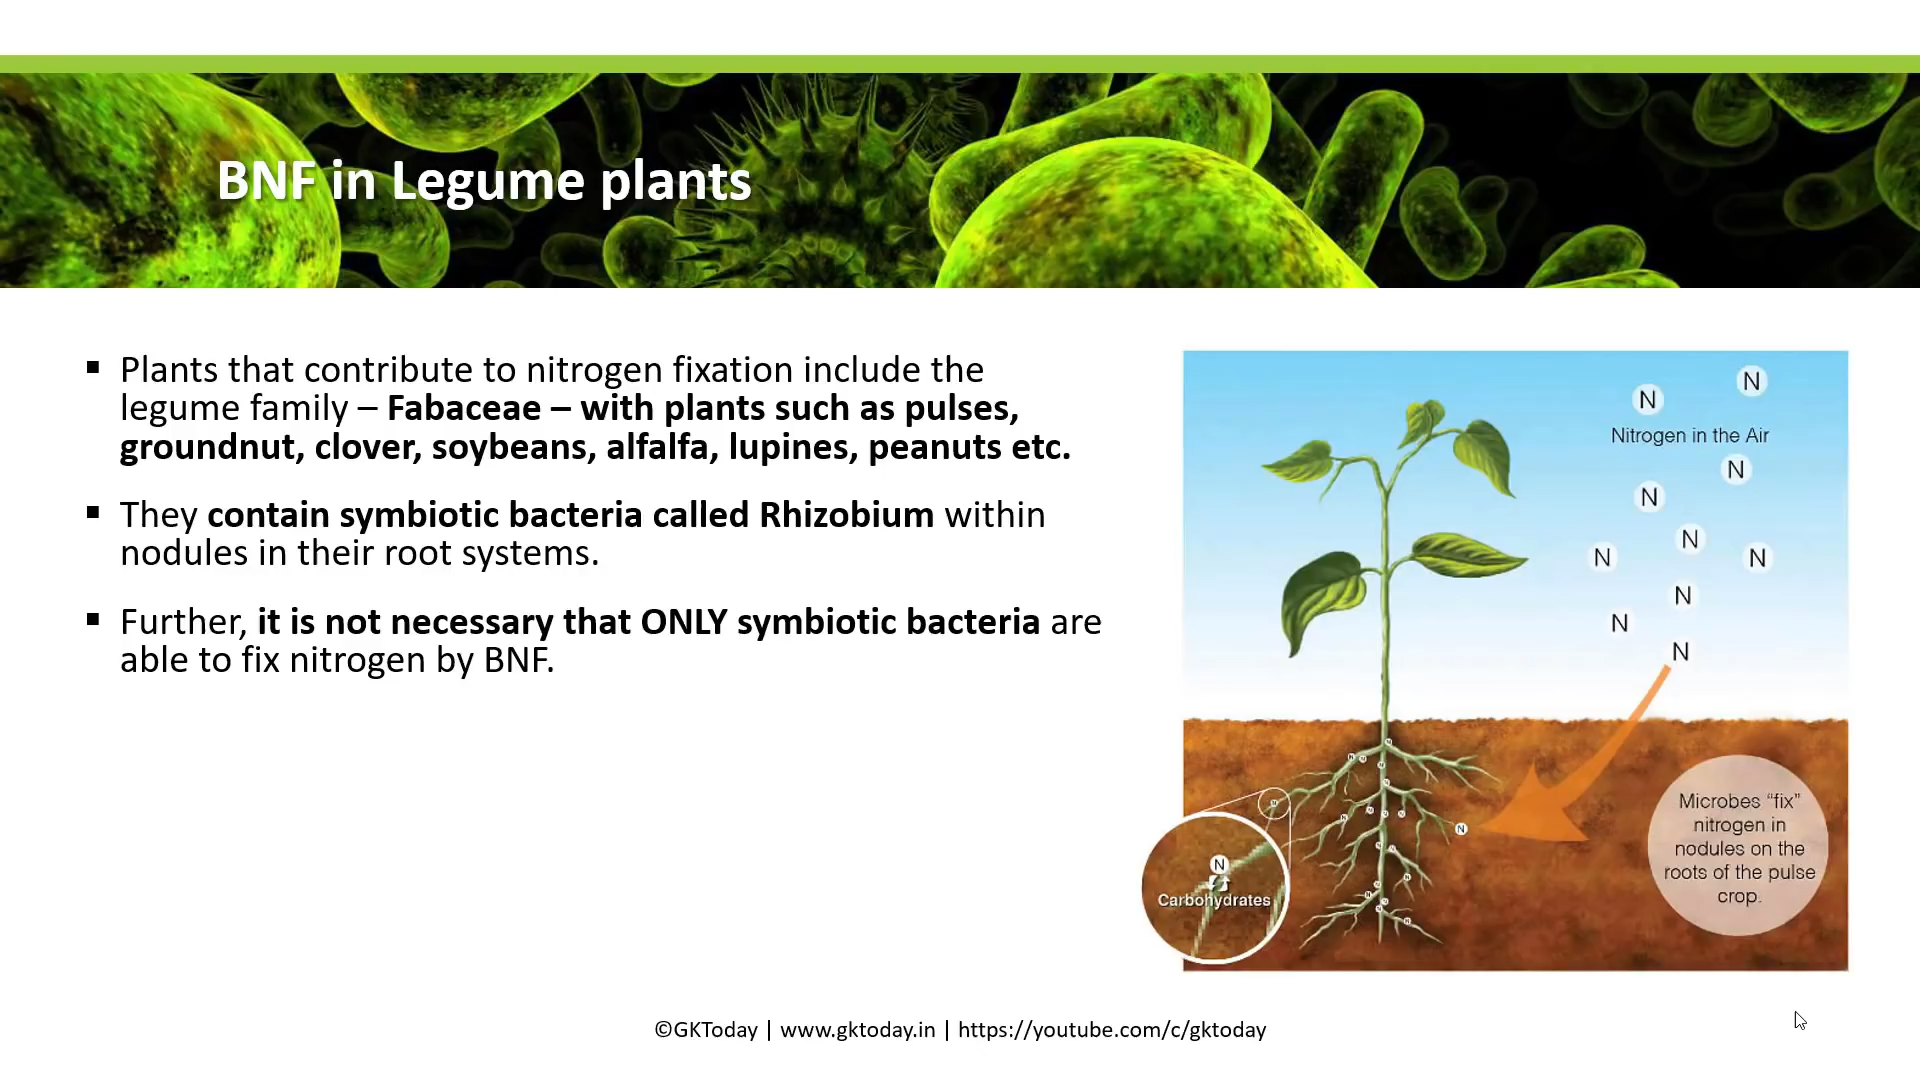 BNF in Legume plants
▪ Plants that contribute to nitrogen fixation include the
legume family – Fabaceae – with plants such as pulses,
groundnut, clover, soybeans, alfalfa, lupines, peanuts etc.
▪ They contain symbiotic bacteria called Rhizobium within
nodules in their root systems.
▪ Further, it is not necessary that ONLY symbiotic bacteria are
able to fix nitrogen by BNF.
N
N
Nitrogen in the Air
N
N
N
N
N
N
N
N
N
N
Carbohydrates
Microbes “fix”
nitrogen in
nodules on the
roots of the pulse
crop.
©GKToday | www.gktoday.in | https://youtube.com/c/gktoday